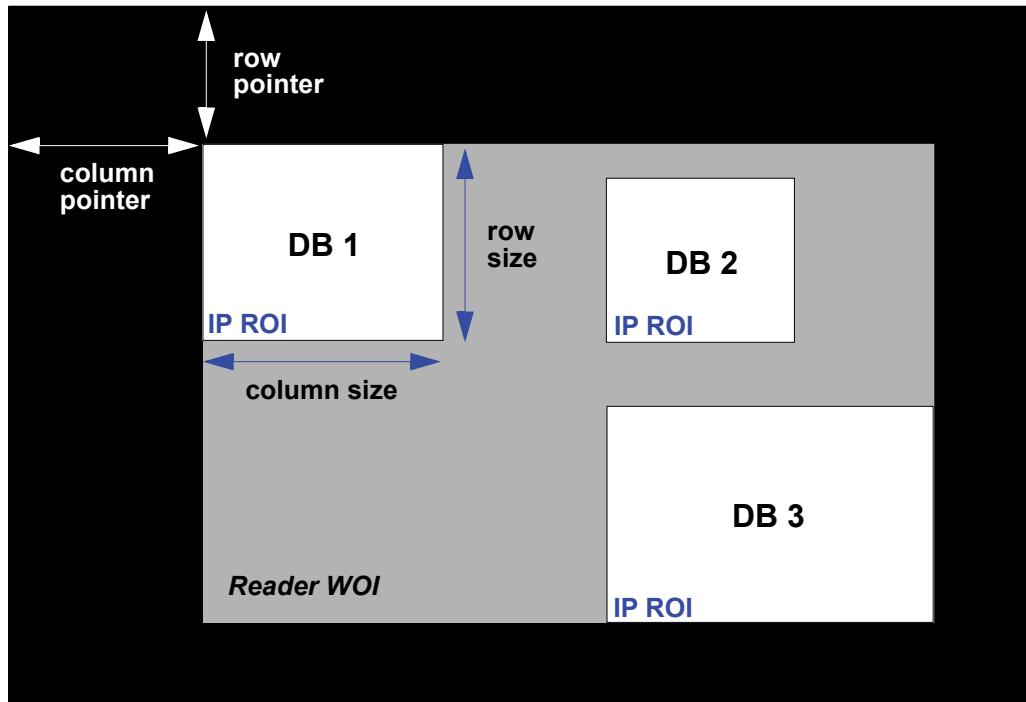 row
pointer
column
pointer
DB 1
row
size
DB 2
IP ROI
IP ROI
column size
DB 3
Reader WOI
IP ROI